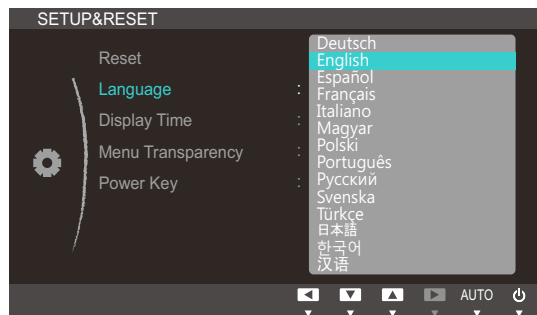 SETUP&RESET
Reset
Language :
Display Time :
Menu Transparency :
Power Key :
Deutsch
English
Español
Français
Italiano
Magyar
Polski
Português
Русский
Svenska
Türkçe
日本語
한국어
汉语
AUTO